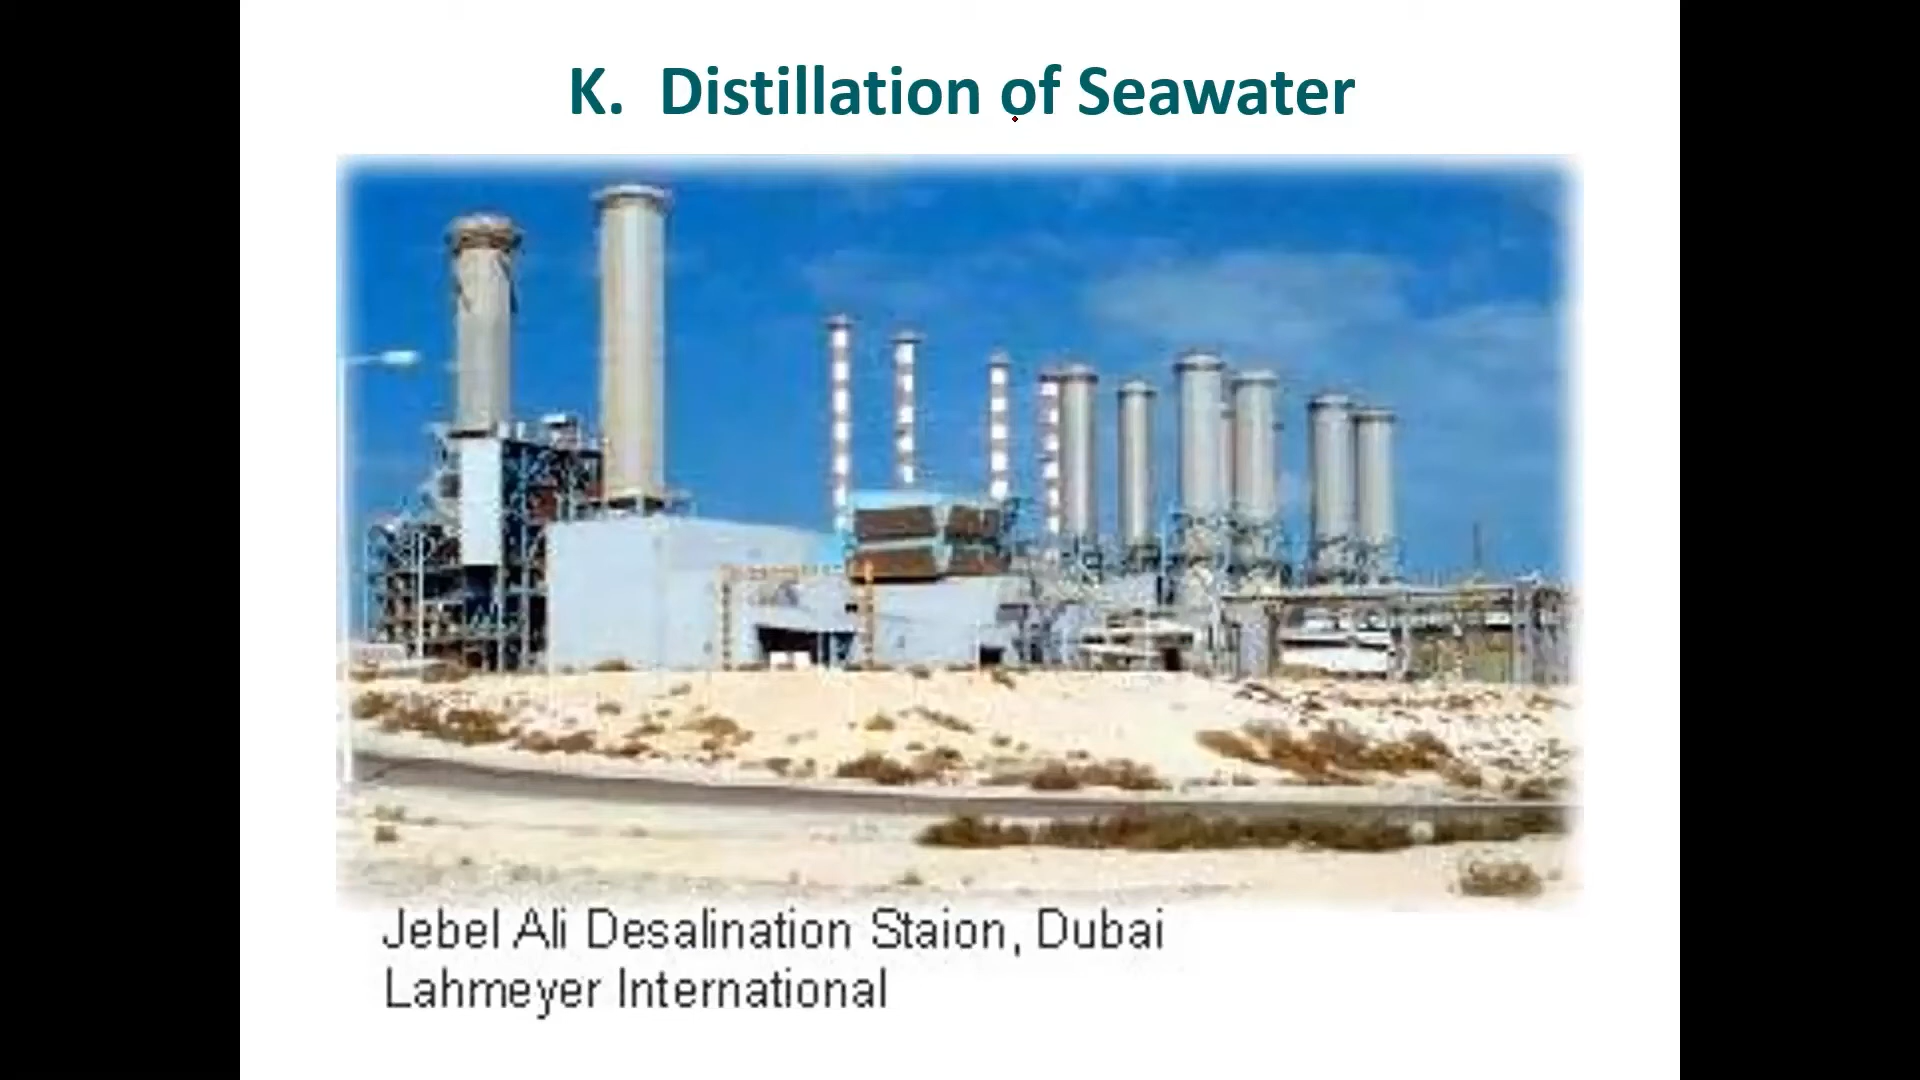 K. Distillation of Seawater
Jebel Ali Desalination Staion, Dubai
Lahmeyer International